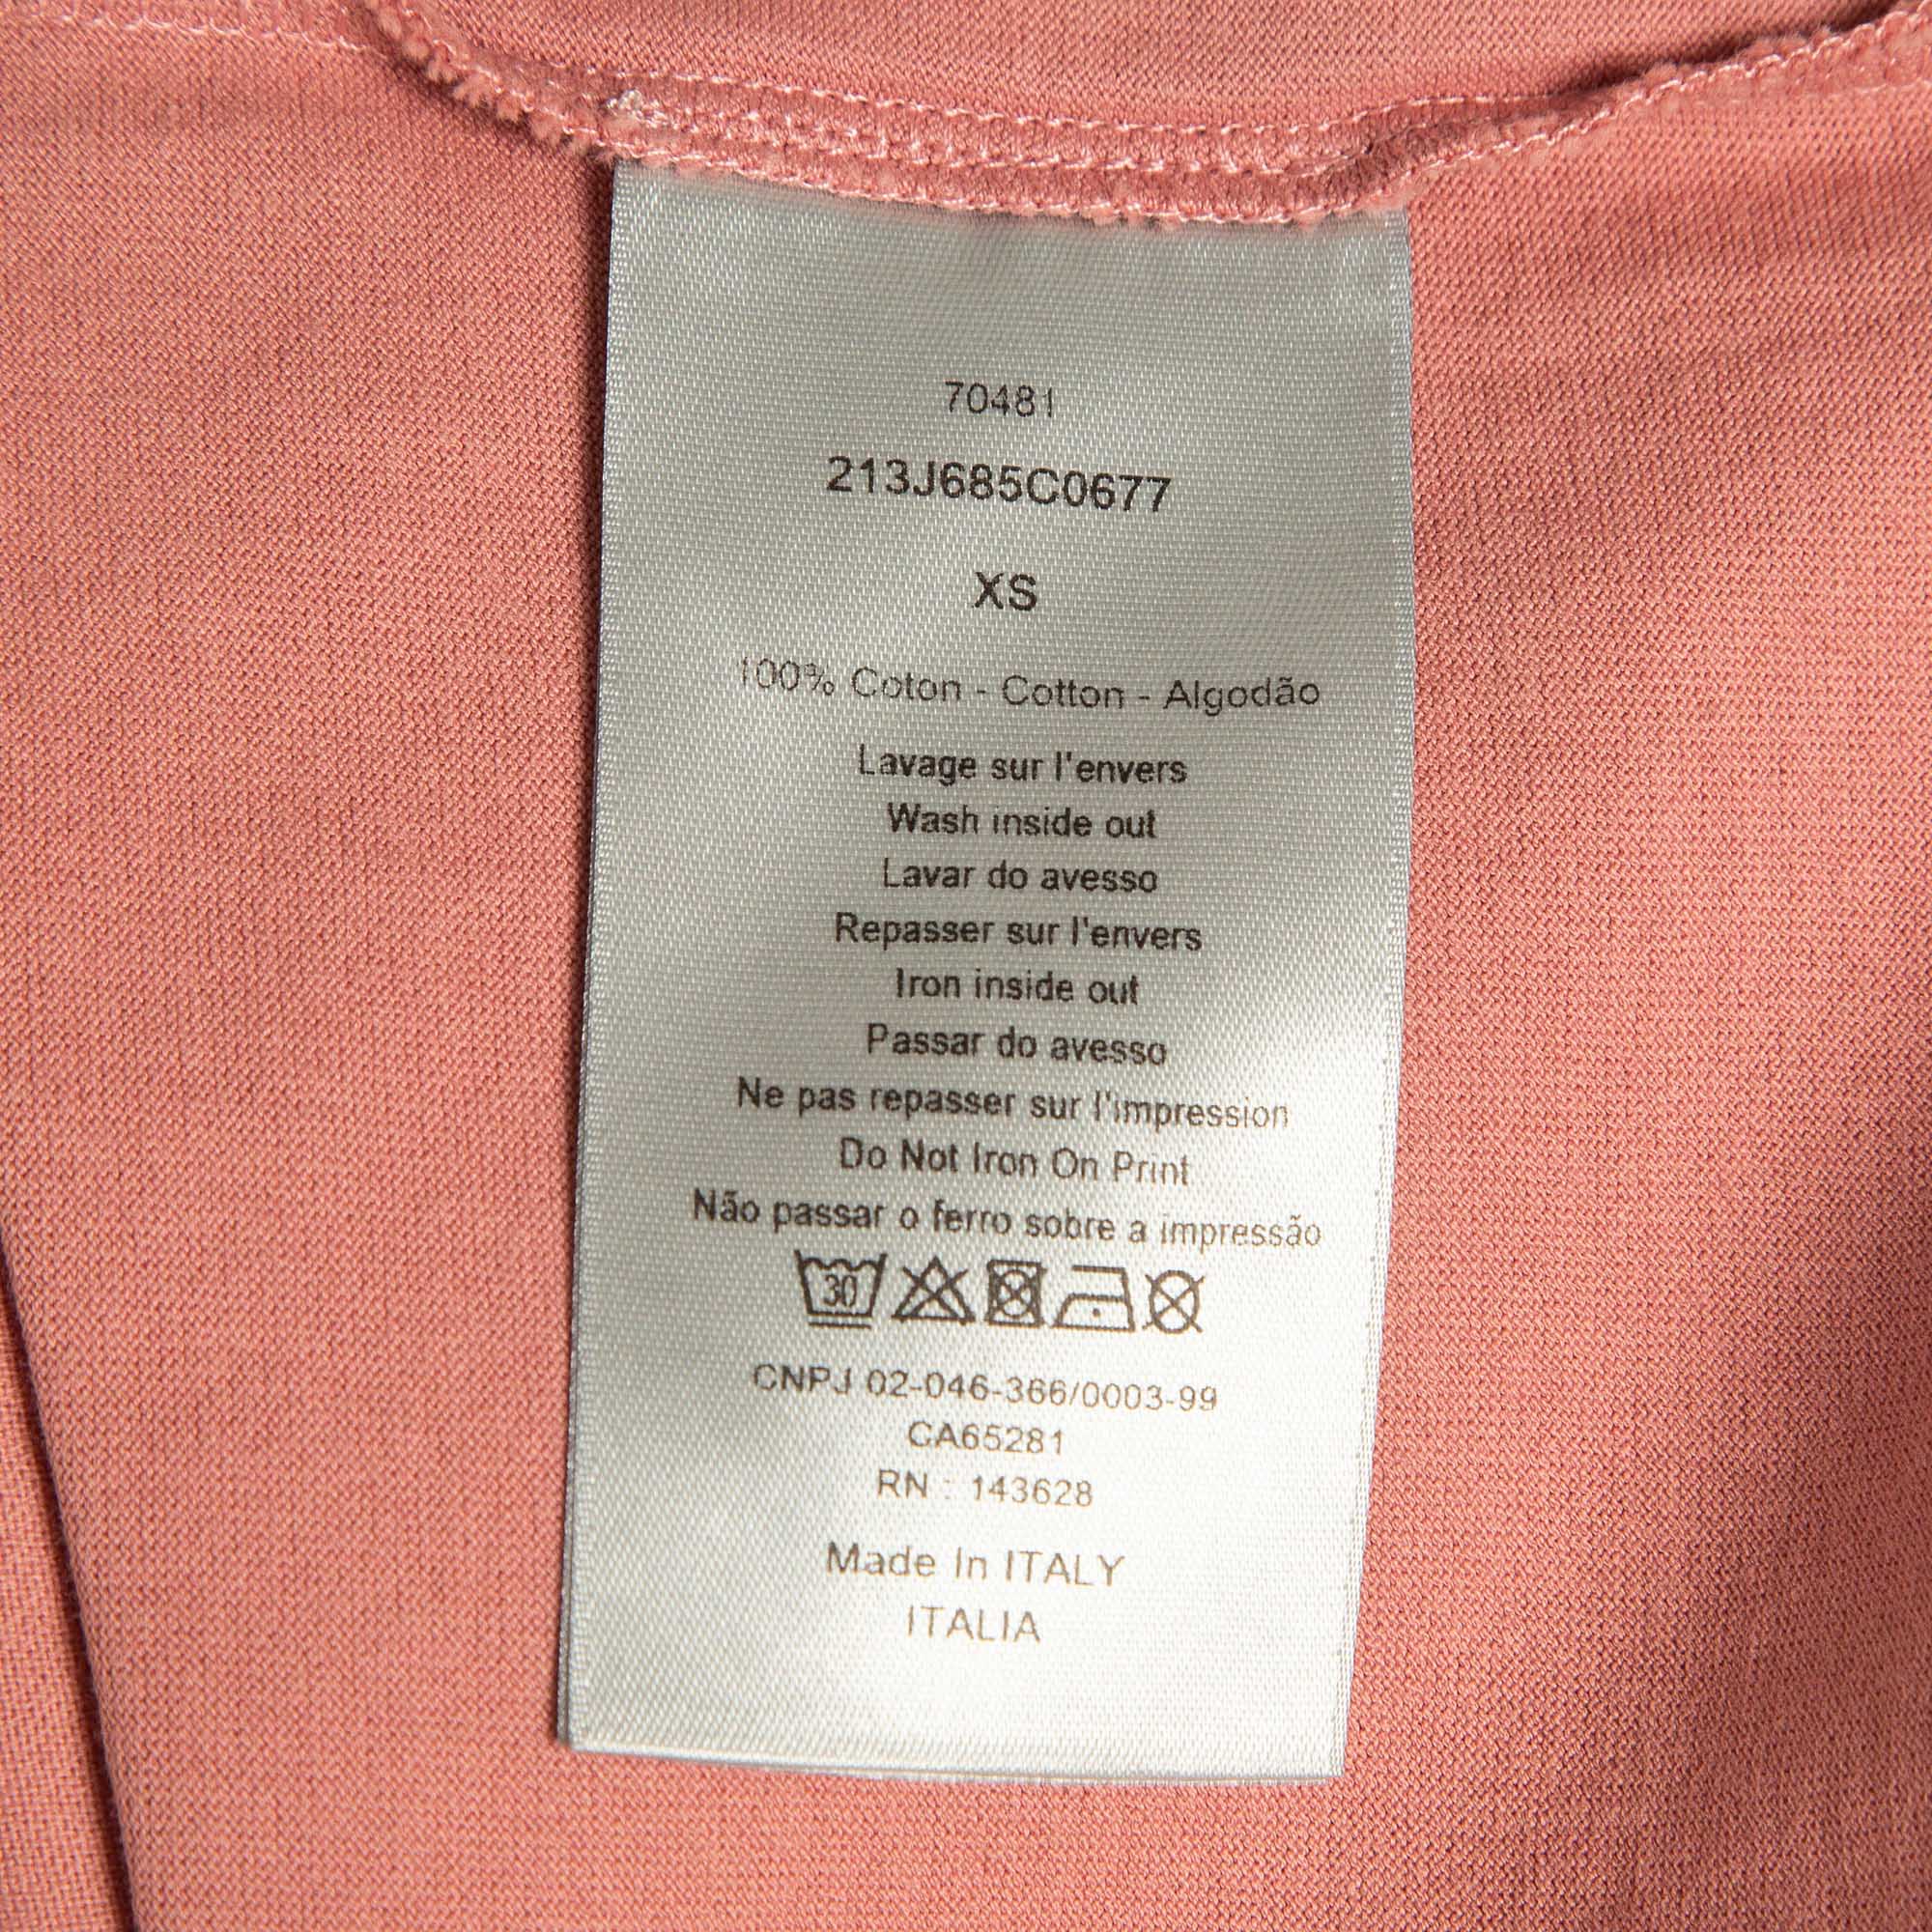 70481
213J685C0677
XS
100% Coton - Cotton - Algodão
Lavage sur l'envers
Wash inside out
Lavar do avesso
Repasser sur l'envers
Iron inside out
Passar do avesso
Ne pas repasser sur l'impression
Do Not Iron On Print
Não passar o ferro sobre a impressão
30
CNPJ 02-046-366/0003-99
CA65281
RN : 143628
Made In ITALY
ITALIA